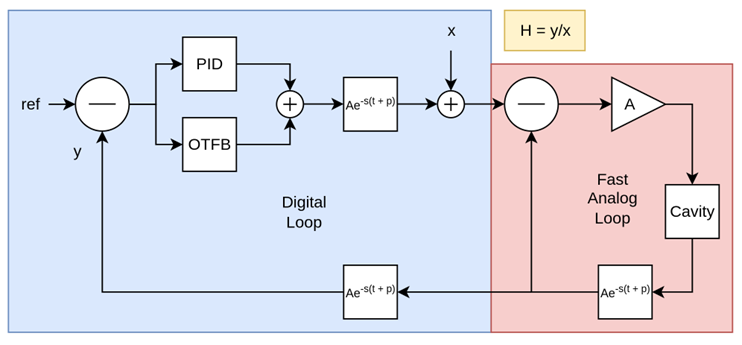 x
H = y/x
PID
ref
—
+
Ae-s(t + p)
+
—
A
OTFB
y
Digital
Loop
Fast
Analog
Loop
Cavity
Ae-s(t + p)
Ae-s(t + p)